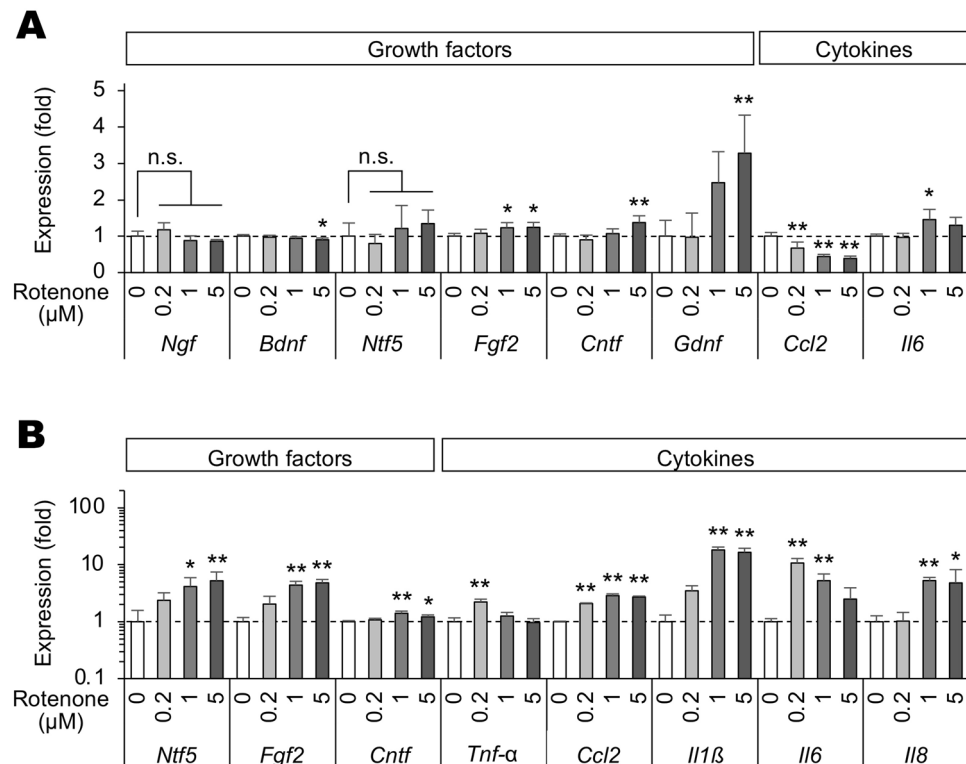 A
Growth factors Cytokines
Expression (fold)
5
4
3
2
1
0
n.s. n.s.
* * * ** ** ** ** ** *
Rotenone (μM)
0 0.2 1 5 0 0.2 1 5 0 0.2 1 5 0 0.2 1 5 0 0.2 1 5 0 0.2 1 5 0 0.2 1 5 0 0.2 1 5
Ngf Bdnf Ntf5 Fgf2 Cntf Gdnf Ccl2 Il6
B
Growth factors Cytokines
Expression (fold)
100
10
1
0.1
* ** ** ** ** * ** ** ** ** ** ** ** ** ** *
Rotenone (μM)
0 0.2 1 5 0 0.2 1 5 0 0.2 1 5 0 0.2 1 5 0 0.2 1 5 0 0.2 1 5 0 0.2 1 5 0 0.2 1 5
Ntf5 Fgf2 Cntf Tnf-α Ccl2 Il1ß Il6 Il8